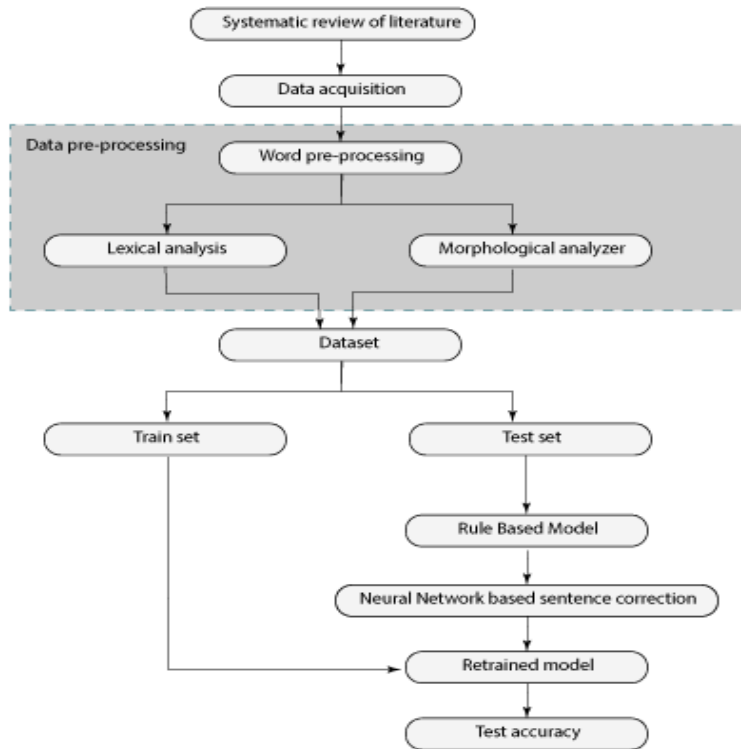 Systematic review of literature
Data acquisition
Data pre-processing
Word pre-processing
Lexical analysis
Morphological analyzer
Dataset
Train set
Test set
Rule Based Model
Neural Network based sentence correction
Retrained model
Test accuracy